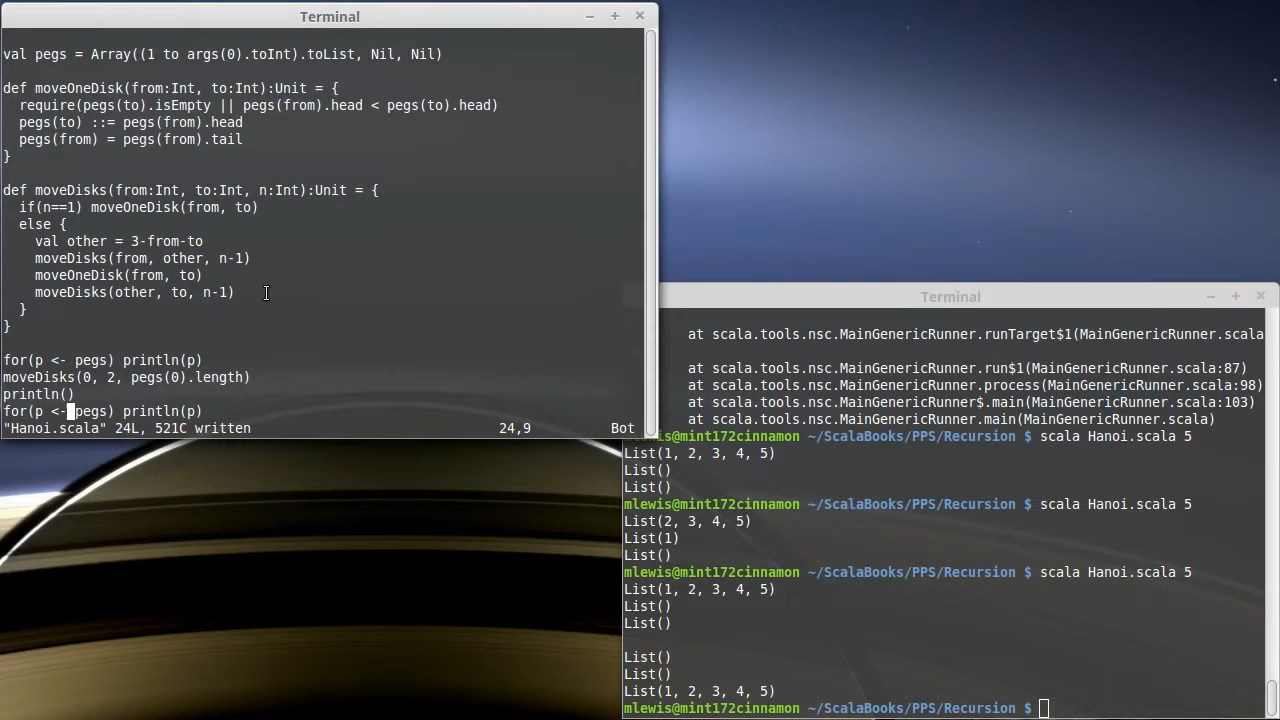 Terminal
val pegs = Array((1 to args(0).toInt).toList, Nil, Nil)
def moveOneDisk(from:Int, to:Int):Unit = {
  require(pegs(to).isEmpty || pegs(from).head < pegs(to).head)
  pegs(to) ::= pegs(from).head
  pegs(from) = pegs(from).tail
}
def moveDisks(from:Int, to:Int, n:Int):Unit = {
  if(n==1) moveOneDisk(from, to)
  else {
    val other = 3-from-to
    moveDisks(from, other, n-1)
    moveOneDisk(from, to)
    moveDisks(other, to, n-1)
  }
}
for(p <- pegs) println(p)
moveDisks(0, 2, pegs(0).length)
println()
for(p <- pegs) println(p)
"Hanoi.scala" 24L, 521C written 24,9 Bot
Terminal
at scala.tools.nsc.MainGenericRunner.runTarget$1(MainGenericRunner.scala
at scala.tools.nsc.MainGenericRunner.run$1(MainGenericRunner.scala:87)
at scala.tools.nsc.MainGenericRunner.process(MainGenericRunner.scala:98)
at scala.tools.nsc.MainGenericRunner$.main(MainGenericRunner.scala:103)
at scala.tools.nsc.MainGenericRunner.main(MainGenericRunner.scala)
mlewis@mint172cinnamon ~/ScalaBooks/PPS/Recursion $ scala Hanoi.scala 5
List(1, 2, 3, 4, 5)
List()
List()
mlewis@mint172cinnamon ~/ScalaBooks/PPS/Recursion $ scala Hanoi.scala 5
List(2, 3, 4, 5)
List(1)
List()
mlewis@mint172cinnamon ~/ScalaBooks/PPS/Recursion $ scala Hanoi.scala 5
List(1, 2, 3, 4, 5)
List()
List()
List()
List()
List(1, 2, 3, 4, 5)
mlewis@mint172cinnamon ~/ScalaBooks/PPS/Recursion $